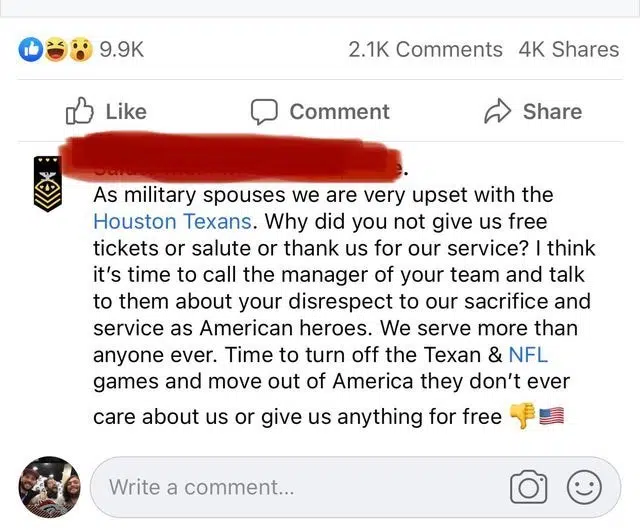 9.9K 2.1K Comments 4K Shares
Like Comment Share
As military spouses we are very upset with the
Houston Texans. Why did you not give us free
tickets or salute or thank us for our service? I think
it's time to call the manager of your team and talk
to them about your disrespect to our sacrifice and
service as American heroes. We serve more than
anyone ever. Time to turn off the Texan & NFL
games and move out of America they don't ever
care about us or give us anything for free 👎🇺🇸
Write a comment...